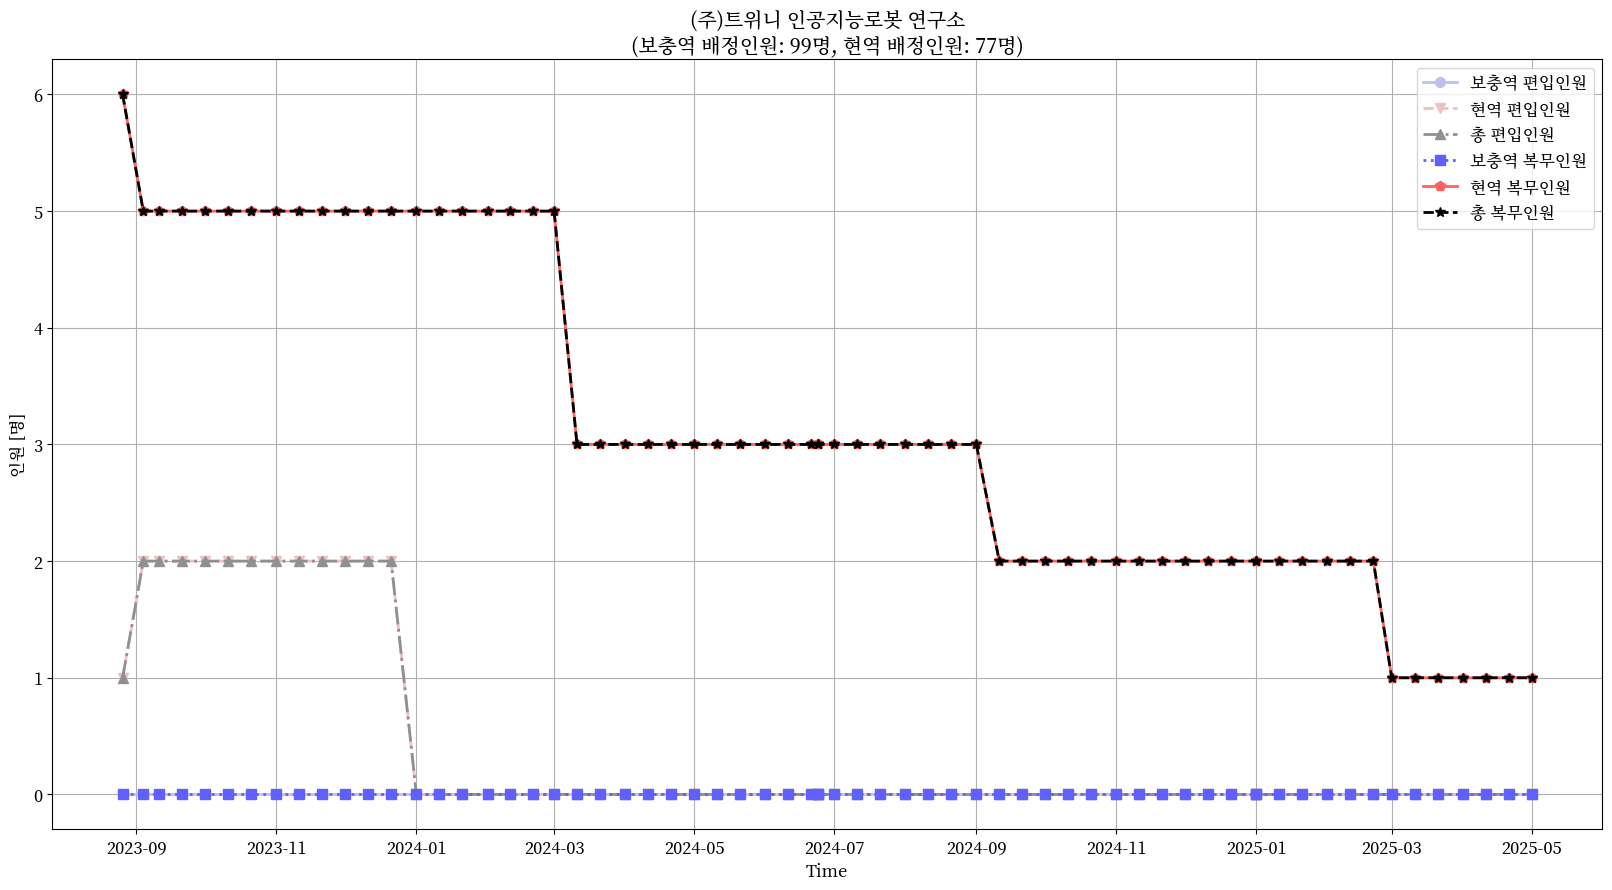 (주)트위니 인공지능로봇 연구소
(보충역 배정인원: 99명, 현역 배정인원: 77명)
보충역 편입인원
현역 편입인원
총 편입인원
보충역 복무인원
현역 복무인원
총 복무인원
6
5
4
3
2
1
0
인원 [명]
2023-09
2023-11
2024-01
2024-03
2024-05
2024-07
2024-09
2024-11
2025-01
2025-03
2025-05
Time